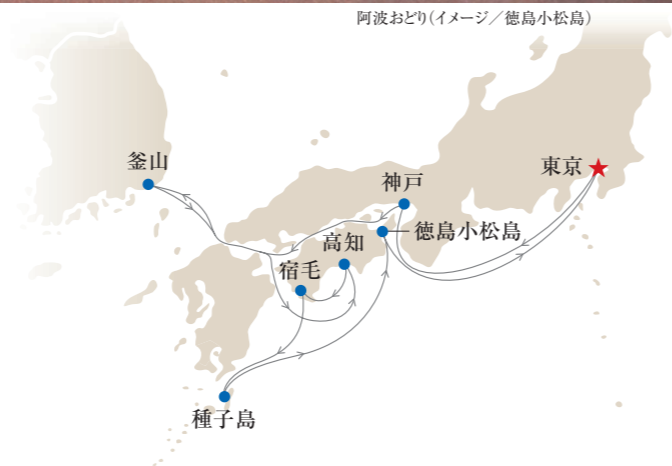 阿波おどり(イメージ／徳島小松島)
釜山
神戸
東京
徳島小松島
高知
宿毛
種子島